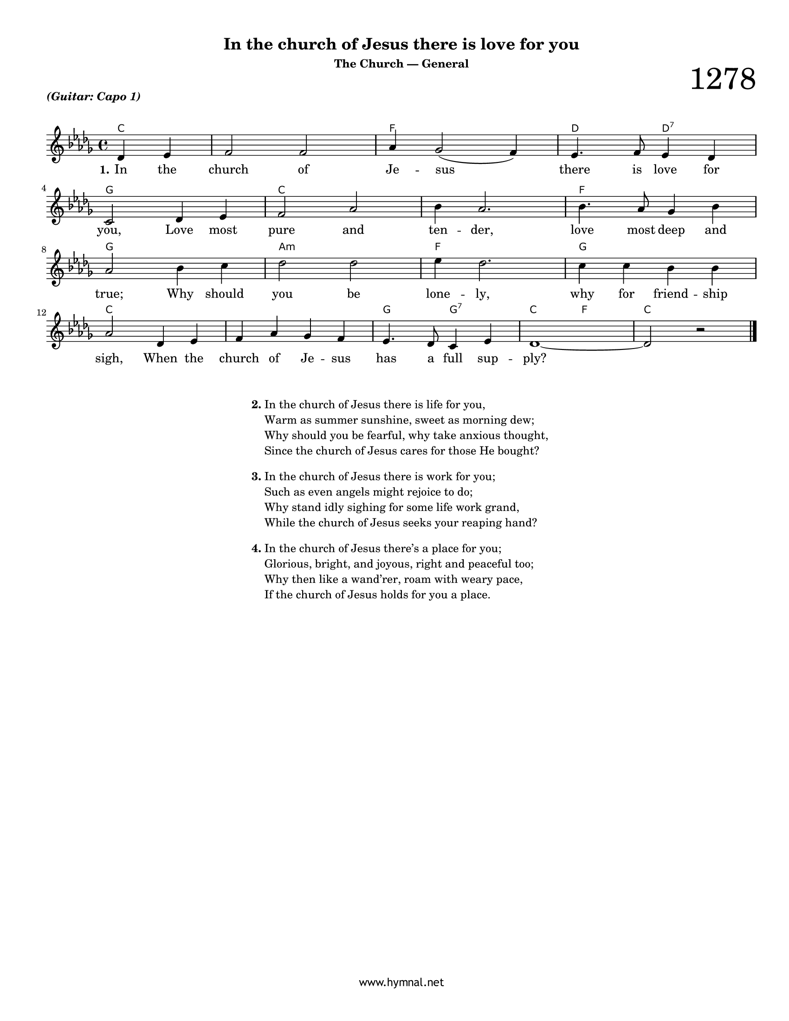 In the church of Jesus there is love for you
The Church — General
1278
(Guitar: Capo 1)
C F D D7
1. In the church of Je - sus there is love for
4
G C F
you, Love most pure and ten - der, love most deep and
8
G Am F G
true; Why should you be lone - ly, why for friend - ship
12
C G G7 C F C
sigh, When the church of Je - sus has a full sup - ply?
2. In the church of Jesus there is life for you,
Warm as summer sunshine, sweet as morning dew;
Why should you be fearful, why take anxious thought,
Since the church of Jesus cares for those He bought?
3. In the church of Jesus there is work for you;
Such as even angels might rejoice to do;
Why stand idly sighing for some life work grand,
While the church of Jesus seeks your reaping hand?
4. In the church of Jesus there's a place for you;
Glorious, bright, and joyous, right and peaceful too;
Why then like a wand'rer, roam with weary pace,
If the church of Jesus holds for you a place.
www.hymnal.net